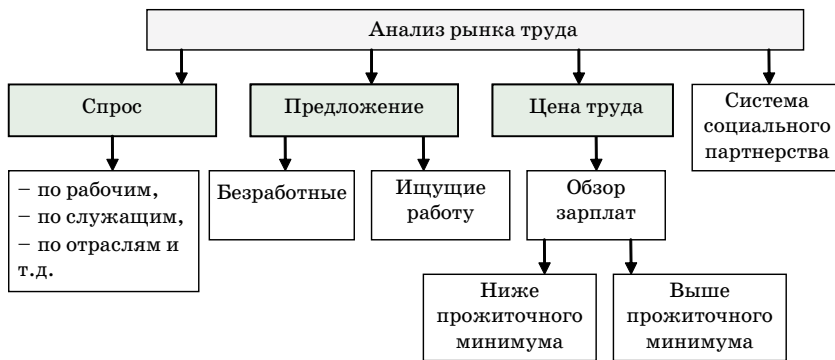 Анализ рынка труда
Спрос
Предложение
Цена труда
Система
социального
партнерства
– по рабочим,
– по служащим,
– по отраслям и
т.д.
Безработные
Ищущие
работу
Обзор
зарплат
Ниже
прожиточного
минимума
Выше
прожиточного
минимума